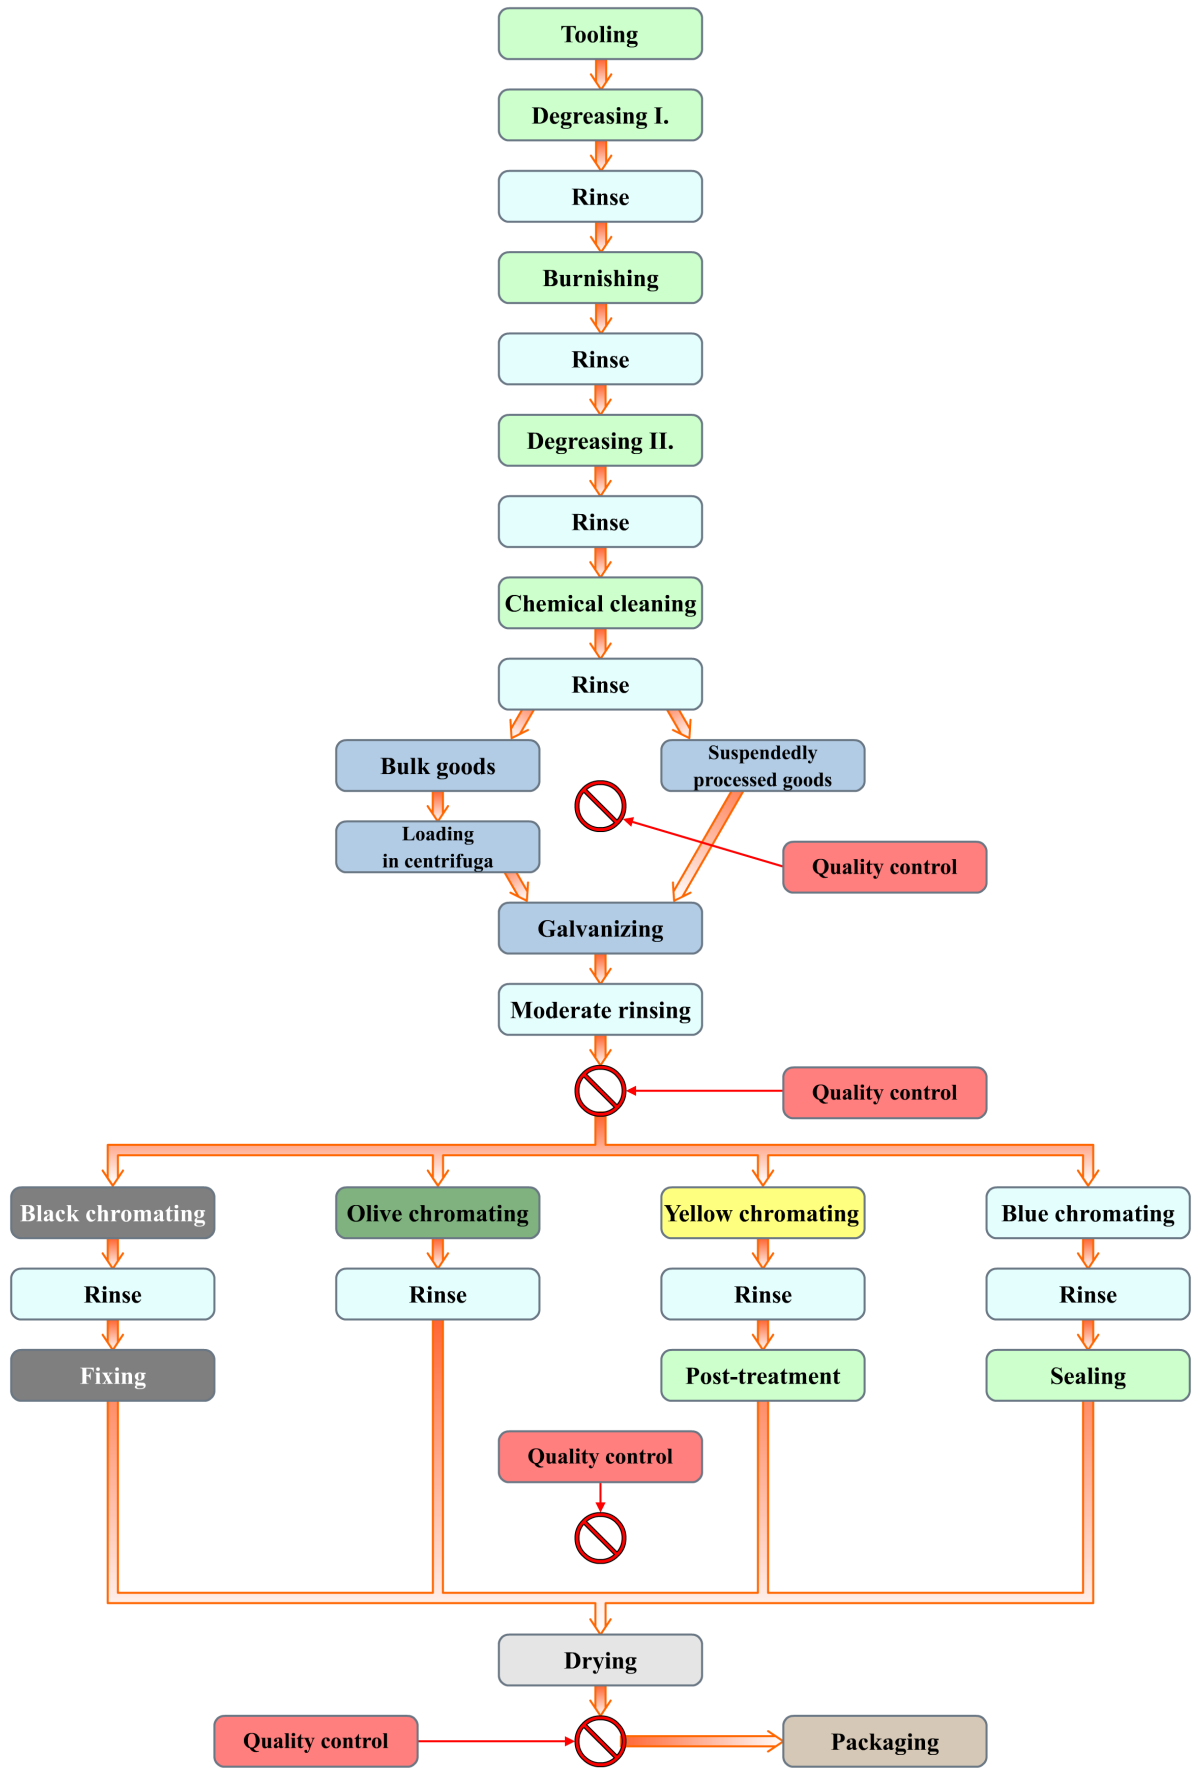 Tooling
Degreasing I.
Rinse
Burnishing
Rinse
Degreasing II.
Rinse
Chemical cleaning
Rinse
Bulk goods
Suspendedly
processed goods
Loading
in centrifuga
Quality control
Galvanizing
Moderate rinsing
Quality control
Black chromating
Olive chromating
Yellow chromating
Blue chromating
Rinse
Rinse
Rinse
Rinse
Fixing
Post-treatment
Sealing
Quality control
Drying
Quality control
Packaging